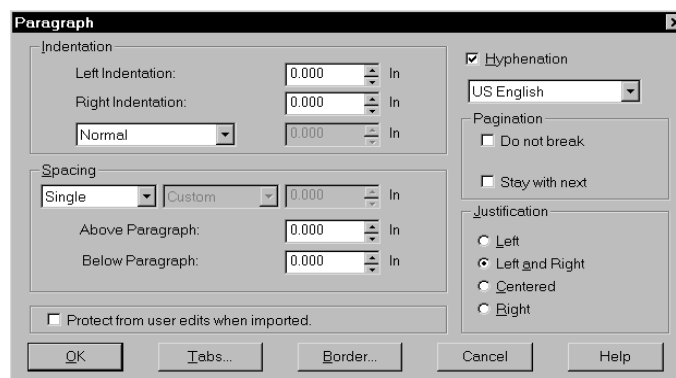 Paragraph
Indentation
Left Indentation: 0.000 In
Right Indentation: 0.000 In
Normal 0.000 In
Spacing
Single Custom 0.000 In
Above Paragraph: 0.000 In
Below Paragraph: 0.000 In
Protect from user edits when imported.
Hyphenation
US English
Pagination
Do not break
Stay with next
Justification
Left
Left and Right
Centered
Right
OK Tabs... Border... Cancel Help